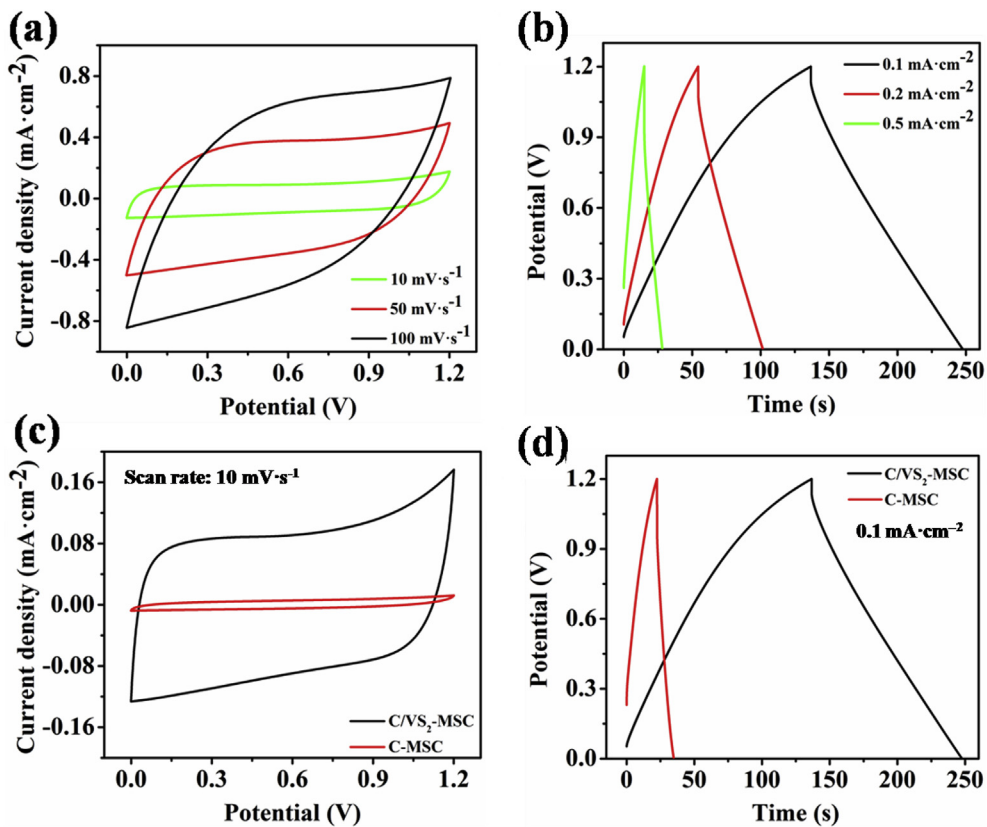 (a)
Current density (mA·cm⁻²)
0.8
0.4
0.0
-0.4
-0.8
10 mV·s⁻¹
50 mV·s⁻¹
100 mV·s⁻¹
0.0 0.3 0.6 0.9 1.2
Potential (V)
(b)
Potential (V)
1.2
0.9
0.6
0.3
0.0
0.1 mA·cm⁻²
0.2 mA·cm⁻²
0.5 mA·cm⁻²
0 50 100 150 200 250
Time (s)
(c)
Scan rate: 10 mV·s⁻¹
Current density (mA·cm⁻²)
0.16
0.08
0.00
-0.08
-0.16
C/VS₂-MSC
C-MSC
0.0 0.3 0.6 0.9 1.2
Potential (V)
(d)
Potential (V)
1.2
0.9
0.6
0.3
0.0
C/VS₂-MSC
C-MSC
0.1 mA·cm⁻²
0 50 100 150 200 250
Time (s)